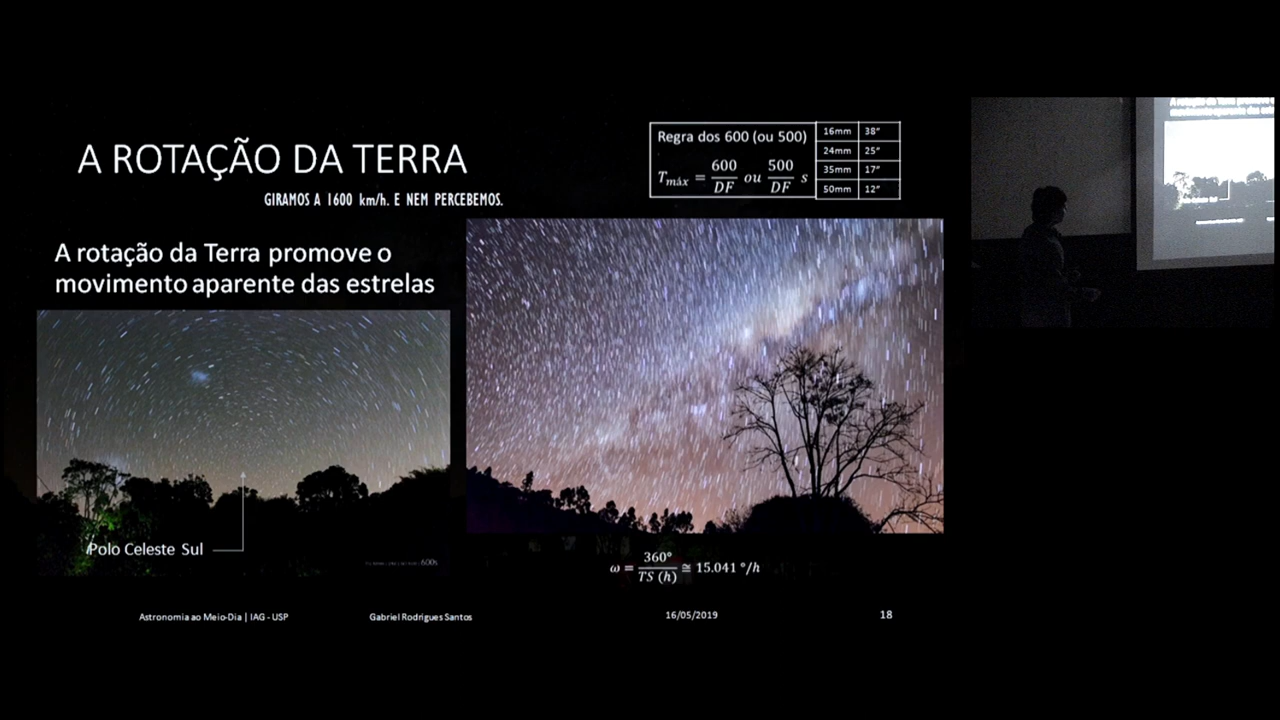 A ROTAÇÃO DA TERRA
GIRAMOS A 1600 km/h. E NEM PERCEBEMOS.
Regra dos 600 (ou 500)
T_máx = 600/DF ou 500/DF s
16mm 38”
24mm 25”
35mm 17”
50mm 12”
A rotação da Terra promove o
movimento aparente das estrelas
Polo Celeste Sul
600s
ω = 360°/TS (h) ≅ 15.041 °/h
Astronomia ao Meio-Dia | IAG - USP
Gabriel Rodrigues Santos
16/05/2019
18